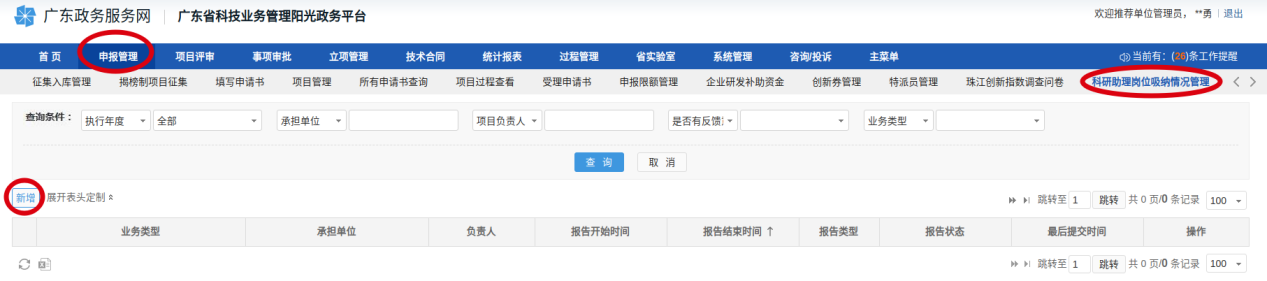 广东政务服务网 广东省科技业务管理阳光政务平台 欢迎推荐单位管理员， **勇 退出
首 页 申报管理 项目评审 事项审批 立项管理 技术合同 统计报表 过程管理 省实验室 系统管理 咨询/投诉 主菜单 当前有：(26)条工作提醒
征集入库管理 揭榜制项目征集 填写申请书 项目管理 所有申请书查询 项目过程查看 受理申请书 申报限额管理 企业研发补助资金 创新券管理 特派员管理 珠江创新指数调查问卷 科研助理岗位吸纳情况管理
查询条件： 执行年度 全部 承担单位 项目负责人 是否有反馈 业务类型
查 询 取 消
新增 展开表头定制 跳转至 1 跳转 共 0 页/0 条记录 100
业务类型 承担单位 负责人 报告开始时间 报告结束时间 ↑ 报告类型 报告状态 最后提交时间 操作
跳转至 1 跳转 共 0 页/0 条记录 100